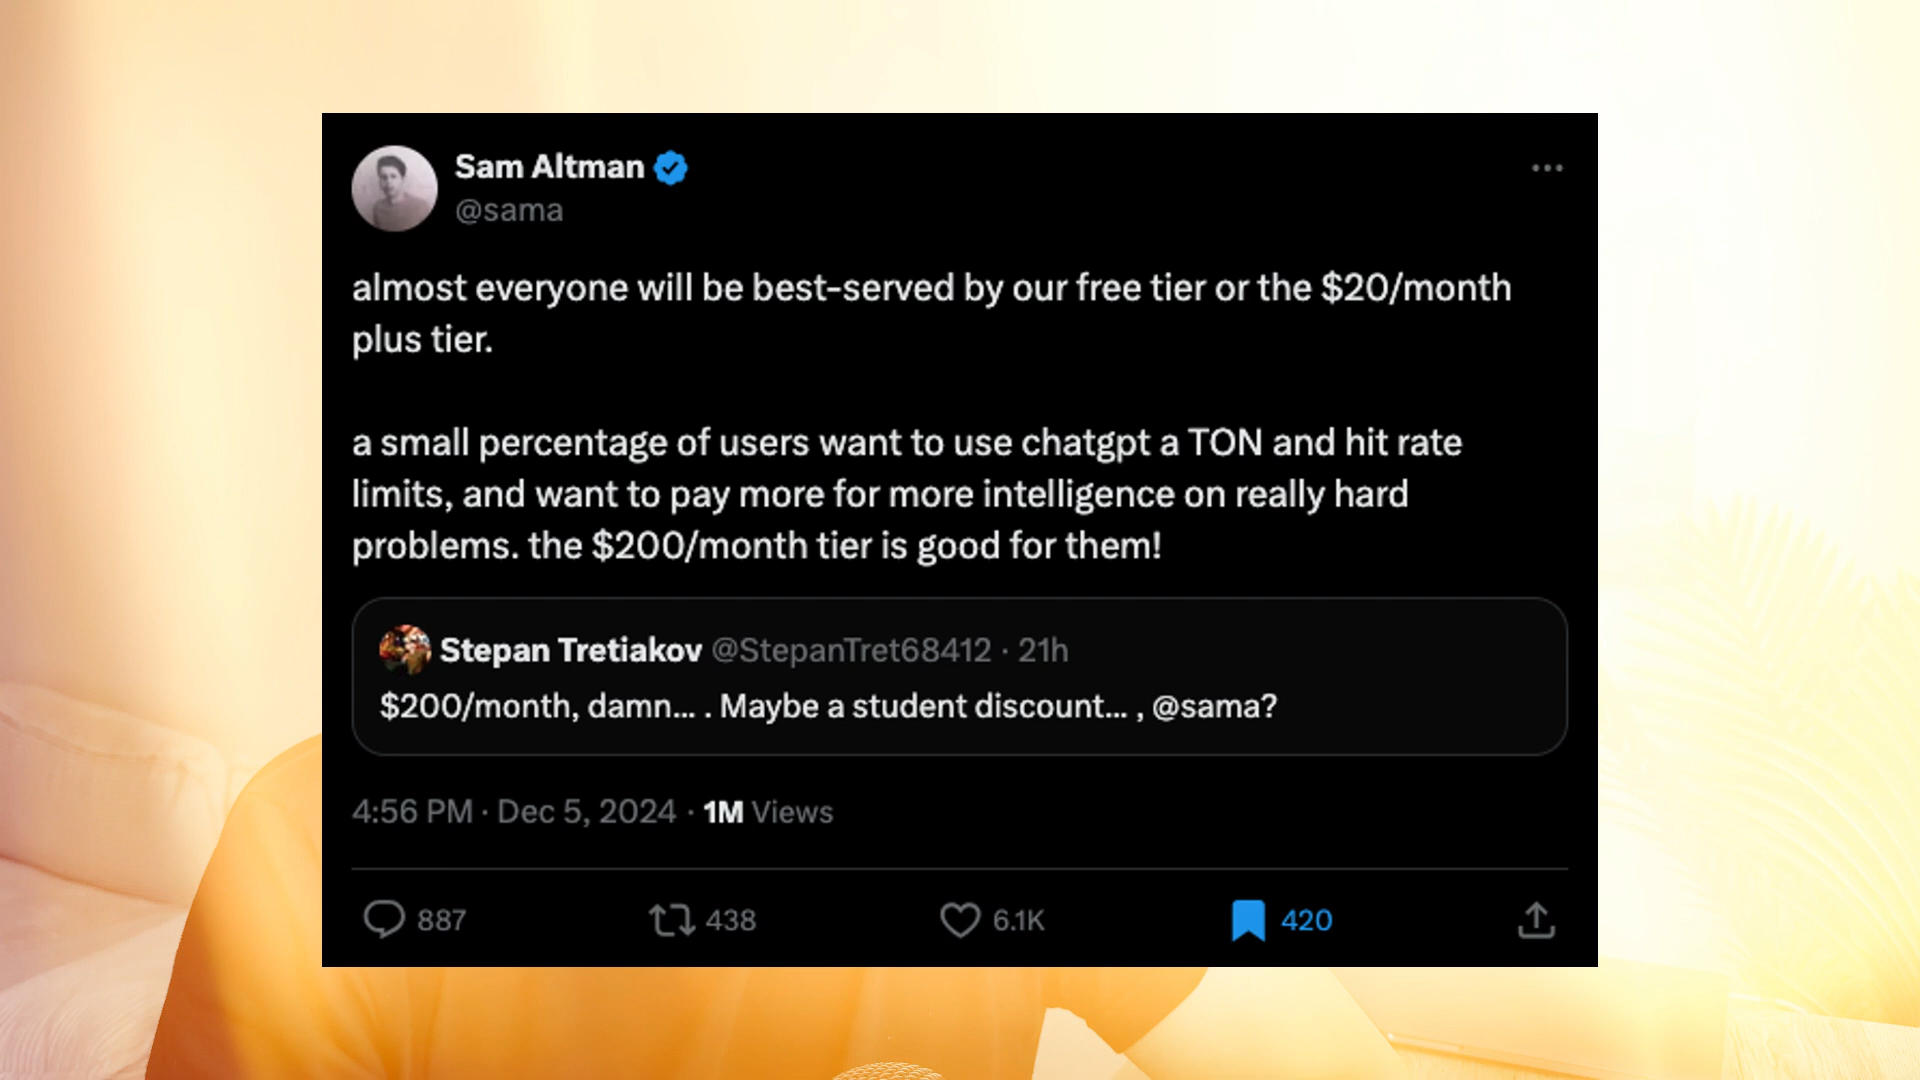 Sam Altman
@sama
almost everyone will be best-served by our free tier or the $20/month
plus tier.
a small percentage of users want to use chatgpt a TON and hit rate
limits, and want to pay more for more intelligence on really hard
problems. the $200/month tier is good for them!
Stepan Tretiakov @StepanTret68412 · 21h
$200/month, damn... . Maybe a student discount... , @sama?
4:56 PM · Dec 5, 2024 · 1M Views
887 438 6.1K 420